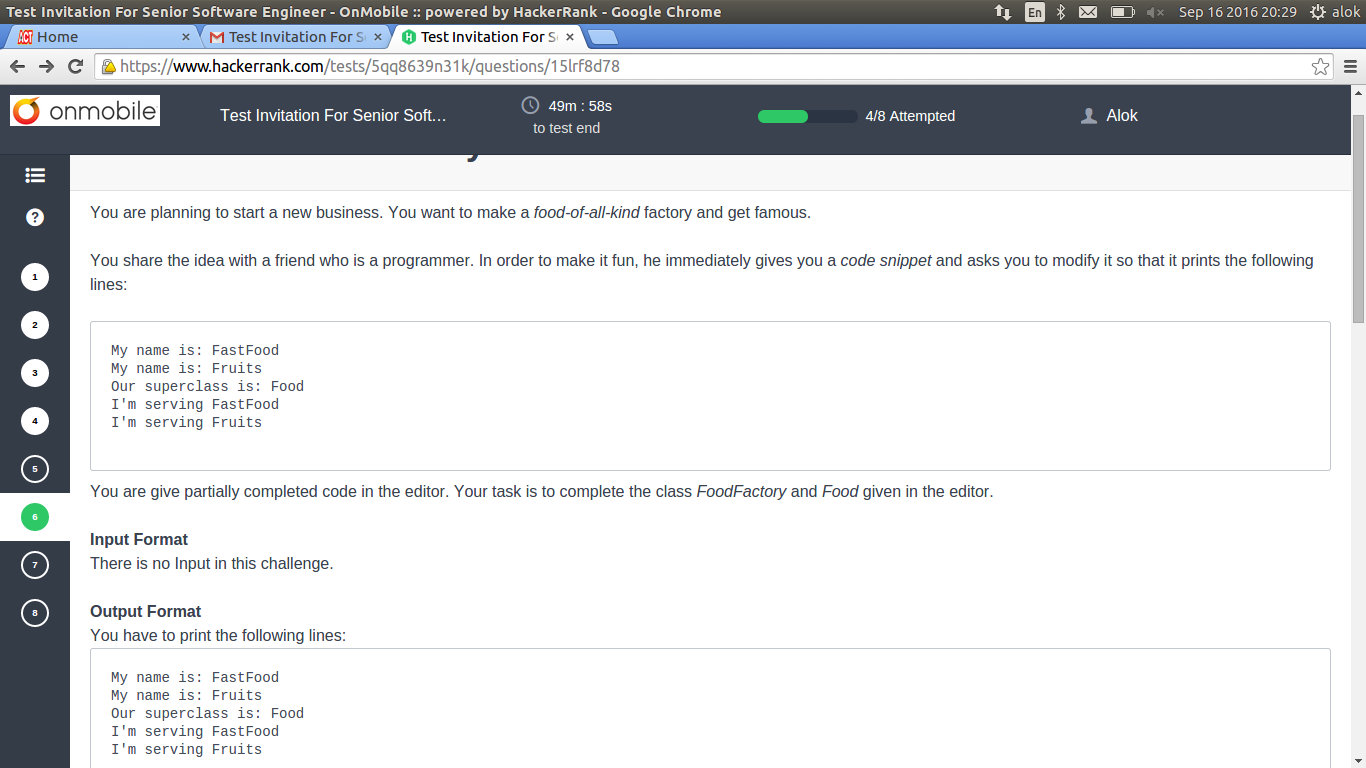 Test Invitation For Senior Software Engineer - OnMobile :: powered by HackerRank - Google Chrome
En
Sep 16 2016 20:29
alok
ACT Home ×
Test Invitation For S ×
Test Invitation For S ×
https://www.hackerrank.com/tests/5qq8639n31k/questions/15lrf8d78
onmobile
Test Invitation For Senior Soft...
49m : 58s
to test end
4/8 Attempted
Alok
?
1
2
3
4
5
6
7
8
You are planning to start a new business. You want to make a food-of-all-kind factory and get famous.
You share the idea with a friend who is a programmer. In order to make it fun, he immediately gives you a code snippet and asks you to modify it so that it prints the following
lines:
My name is: FastFood
My name is: Fruits
Our superclass is: Food
I'm serving FastFood
I'm serving Fruits
You are give partially completed code in the editor. Your task is to complete the class FoodFactory and Food given in the editor.
Input Format
There is no Input in this challenge.
Output Format
You have to print the following lines:
My name is: FastFood
My name is: Fruits
Our superclass is: Food
I'm serving FastFood
I'm serving Fruits